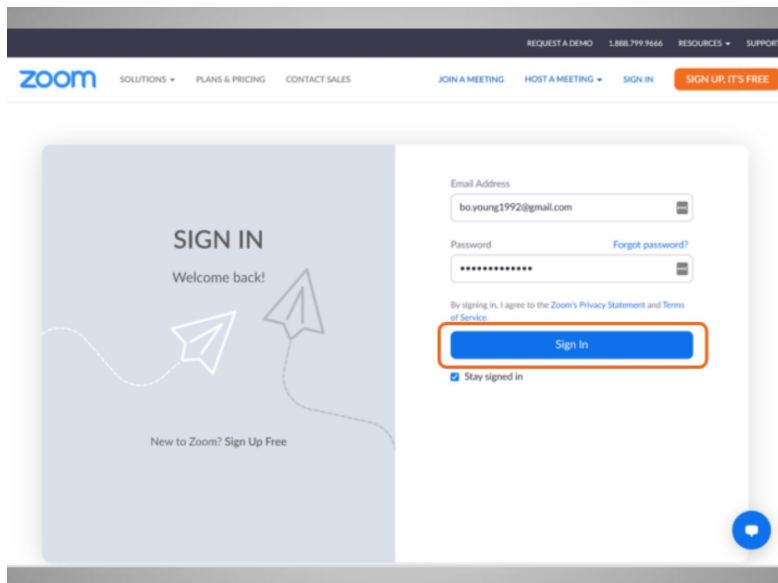 REQUEST A DEMO 1.888.799.9666 RESOURCES SUPPORT
zoom SOLUTIONS PLANS & PRICING CONTACT SALES JOIN A MEETING HOST A MEETING SIGN IN SIGN UP, IT'S FREE
SIGN IN
Welcome back!
New to Zoom? Sign Up Free
Email Address
bo.young1992@gmail.com
Password Forgot password?
By signing in, I agree to the Zoom's Privacy Statement and Terms
of Service.
Sign In
Stay signed in